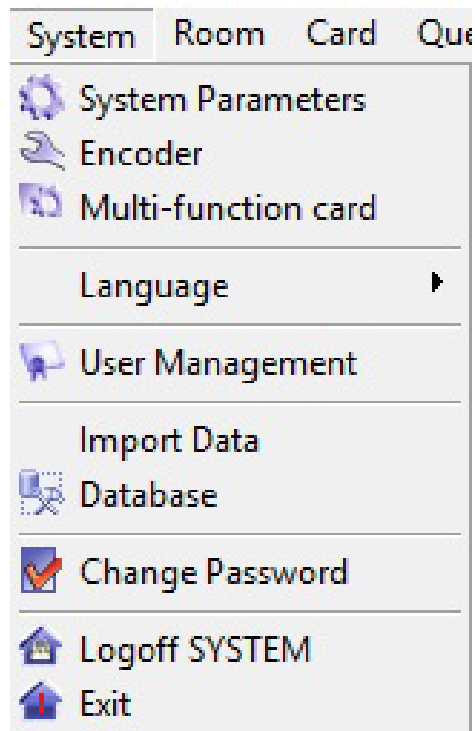 System Room Card Que
System Parameters
Encoder
Multi-function card
Language
User Management
Import Data
Database
Change Password
Logoff SYSTEM
Exit